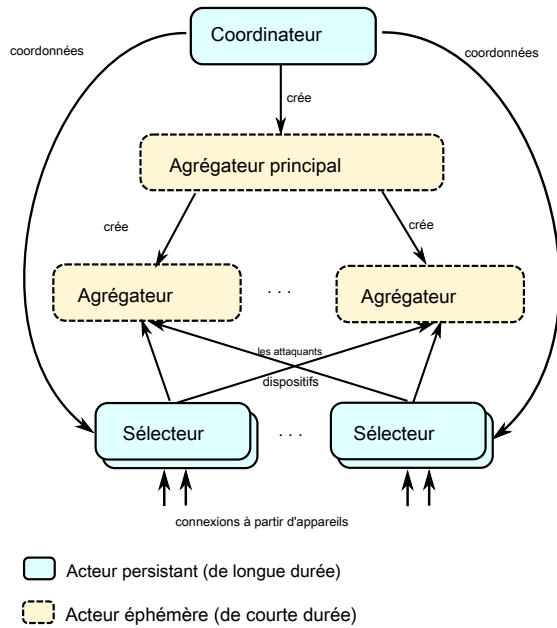 Coordinateur
coordonnées
coordonnées
crée
Agrégateur principal
crée
crée
Agrégateur
. . .
Agrégateur
les attaquants
dispositifs
Sélecteur
. . .
Sélecteur
connexions à partir d'appareils
Acteur persistant (de longue durée)
Acteur éphémère (de courte durée)